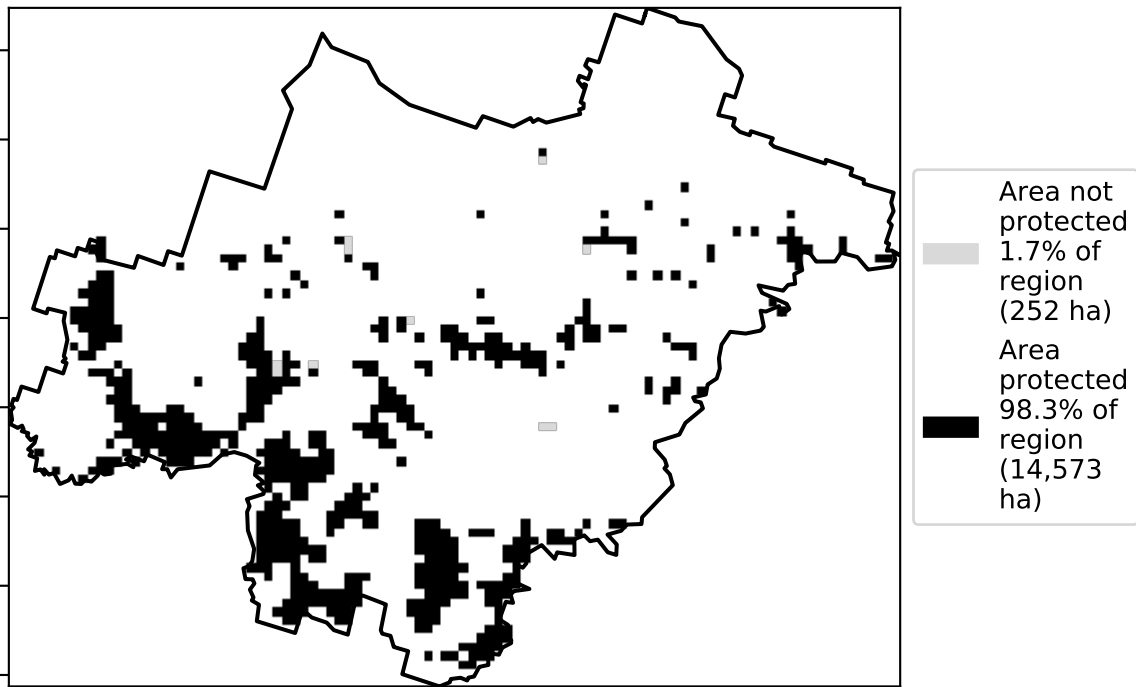 Area not
protected
1.7% of
region
(252 ha)
Area
protected
98.3% of
region
(14,573
ha)